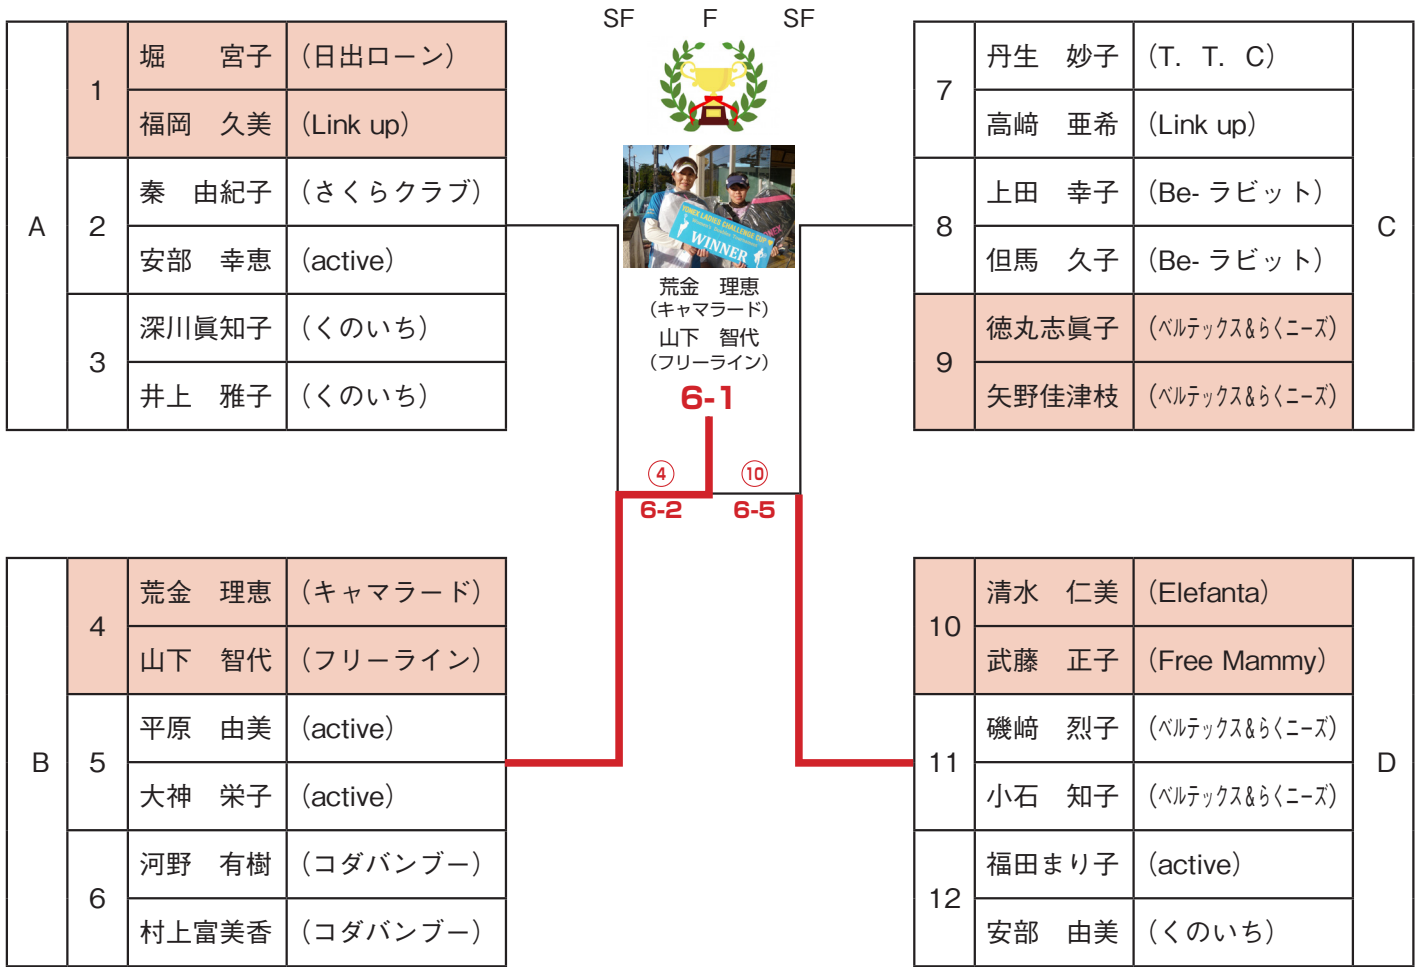 SF F SF
A
1
堀　宮子 (日出ローン)
福岡　久美 (Link up)
2
秦　由紀子 (さくらクラブ)
安部　幸恵 (active)
3
深川眞知子 (くのいち)
井上　雅子 (くのいち)
YONEX LADIES CHALLENGE CUP
WINNER
荒金　理恵
(キャマラード)
山下　智代
(フリーライン)
6-1
④ ⑩
6-2 6-5
7
丹生　妙子 (T. T. C)
高﨑　亜希 (Link up)
8
上田　幸子 (Be- ラビット)
但馬　久子 (Be- ラビット)
9
徳丸志眞子 (ベルテックス&らくニーズ)
矢野佳津枝 (ベルテックス&らくニーズ)
C
B
4
荒金　理恵 (キャマラード)
山下　智代 (フリーライン)
5
平原　由美 (active)
大神　栄子 (active)
6
河野　有樹 (コダバンブー)
村上富美香 (コダバンブー)
10
清水　仁美 (Elefanta)
武藤　正子 (Free Mammy)
11
磯﨑　烈子 (ベルテックス&らくニーズ)
小石　知子 (ベルテックス&らくニーズ)
12
福田まり子 (active)
安部　由美 (くのいち)
D